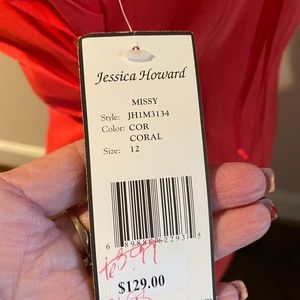 Jessica Howard
MISSY
Style: JH1M3134
Color: COR
CORAL
Size: 12
$129.00